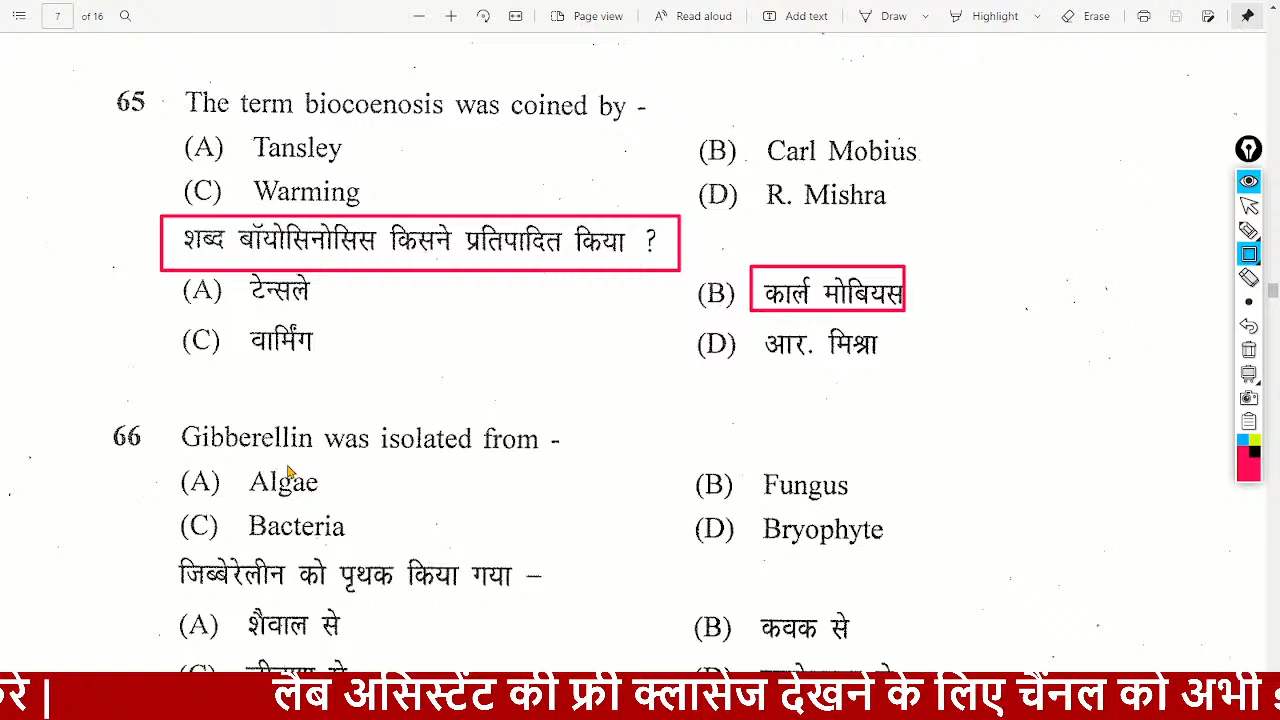 7 of 16 Page view Read aloud Add text Draw Highlight Erase
65 The term biocoenosis was coined by -
(A) Tansley (B) Carl Mobius
(C) Warming (D) R. Mishra
शब्द बॉयोसिनोसिस किसने प्रतिपादित किया ?
(A) टेन्सले (B) कार्ल मोबियस
(C) वार्मिंग (D) आर. मिश्रा
66 Gibberellin was isolated from -
(A) Algae (B) Fungus
(C) Bacteria (D) Bryophyte
जिब्बेरेलीन को पृथक किया गया –
(A) शैवाल से (B) कवक से
लैब असिस्टेंट की फ्री क्लासेज देखने के लिए चैनल को अभी